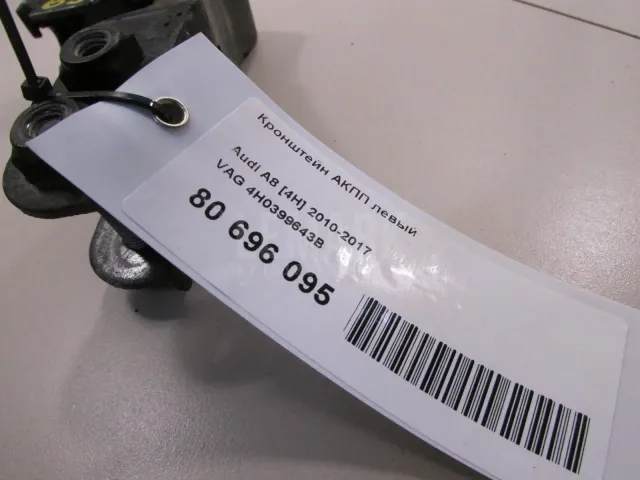 Кронштейн АКПП левый
Audi A8 [4H] 2010-2017
VAG 4H0399643B
80 696 095